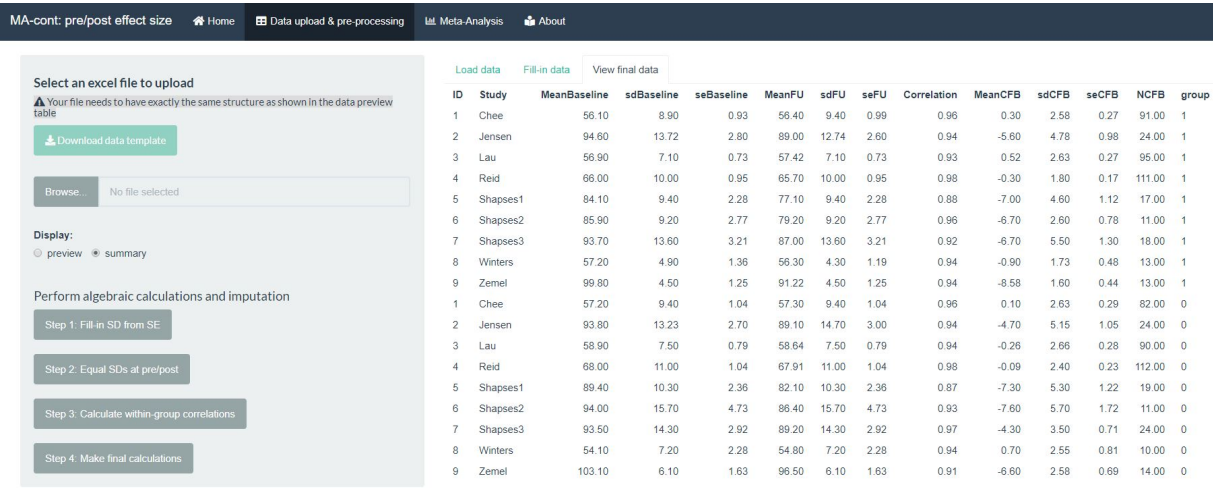 MA-cont: pre/post effect size Home Data upload & pre-processing Meta-Analysis About
Select an excel file to upload
Your file needs to have exactly the same structure as shown in the data preview
table
Download data template
Browse... No file selected
Display:
preview summary
Perform algebraic calculations and imputation
Step 1: Fill-in SD from SE
Step 2: Equal SDs at pre/post
Step 3: Calculate within-group correlations
Step 4: Make final calculations
Load data Fill-in data View final data
ID Study MeanBaseline sdBaseline seBaseline MeanFU sdFU seFU Correlation MeanCFB sdCFB seCFB NCFB group
1 Chee 56.10 8.90 0.93 56.40 9.40 0.99 0.96 0.30 2.58 0.27 91.00 1
2 Jensen 94.60 13.72 2.80 89.00 12.74 2.60 0.94 -5.60 4.78 0.98 24.00 1
3 Lau 56.90 7.10 0.73 57.42 7.10 0.73 0.93 0.52 2.63 0.27 95.00 1
4 Reid 66.00 10.00 0.95 65.70 10.00 0.95 0.98 -0.30 1.80 0.17 111.00 1
5 Shapses1 84.10 9.40 2.28 77.10 9.40 2.28 0.88 -7.00 4.60 1.12 17.00 1
6 Shapses2 85.90 9.20 2.77 79.20 9.20 2.77 0.96 -6.70 2.60 0.78 11.00 1
7 Shapses3 93.70 13.60 3.21 87.00 13.60 3.21 0.92 -6.70 5.50 1.30 18.00 1
8 Winters 57.20 4.90 1.36 56.30 4.30 1.19 0.94 -0.90 1.73 0.48 13.00 1
9 Zemel 99.80 4.50 1.25 91.22 4.50 1.25 0.94 -8.58 1.60 0.44 13.00 1
1 Chee 57.20 9.40 1.04 57.30 9.40 1.04 0.96 0.10 2.63 0.29 82.00 0
2 Jensen 93.80 13.23 2.70 89.10 14.70 3.00 0.94 -4.70 5.15 1.05 24.00 0
3 Lau 58.90 7.50 0.79 58.64 7.50 0.79 0.94 -0.26 2.66 0.28 90.00 0
4 Reid 68.00 11.00 1.04 67.91 11.00 1.04 0.98 -0.09 2.40 0.23 112.00 0
5 Shapses1 89.40 10.30 2.36 82.10 10.30 2.36 0.87 -7.30 5.30 1.22 19.00 0
6 Shapses2 94.00 15.70 4.73 86.40 15.70 4.73 0.93 -7.60 5.70 1.72 11.00 0
7 Shapses3 93.50 14.30 2.92 89.20 14.30 2.92 0.97 -4.30 3.50 0.71 24.00 0
8 Winters 54.10 7.20 2.28 54.80 7.20 2.28 0.94 0.70 2.55 0.81 10.00 0
9 Zemel 103.10 6.10 1.63 96.50 6.10 1.63 0.91 -6.60 2.58 0.69 14.00 0